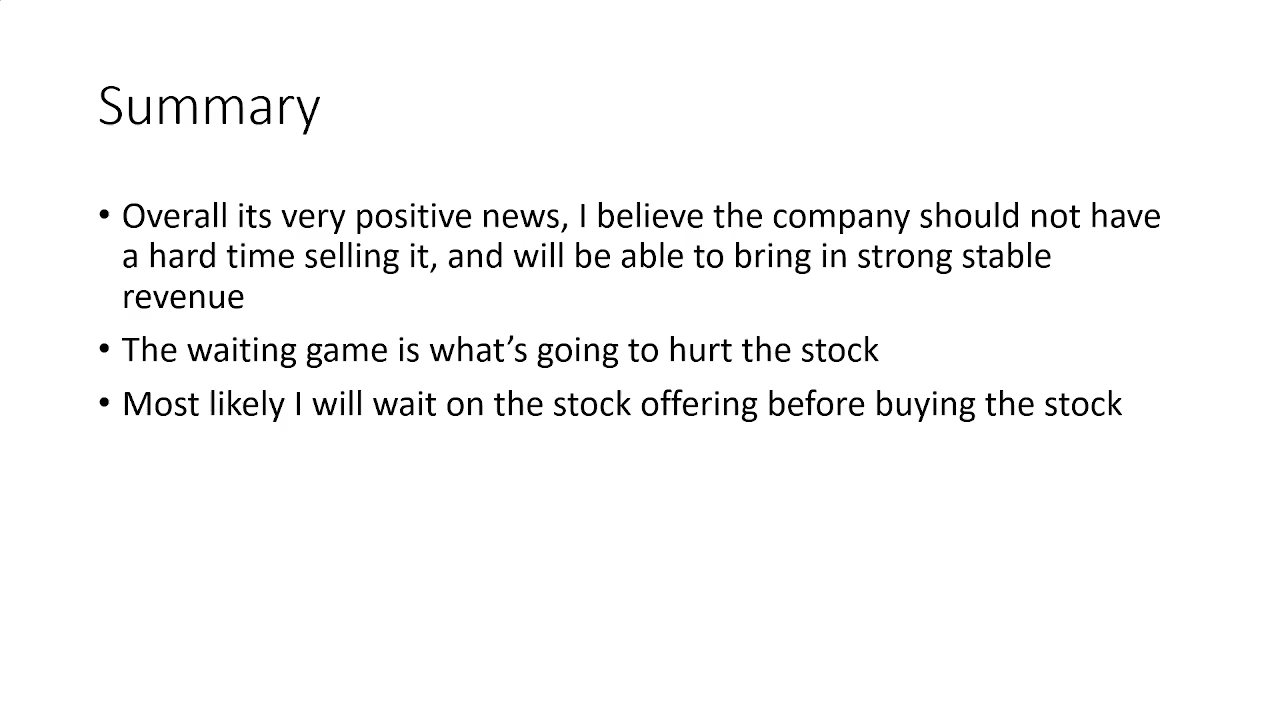 Summary
• Overall its very positive news, I believe the company should not have
a hard time selling it, and will be able to bring in strong stable
revenue
• The waiting game is what’s going to hurt the stock
• Most likely I will wait on the stock offering before buying the stock